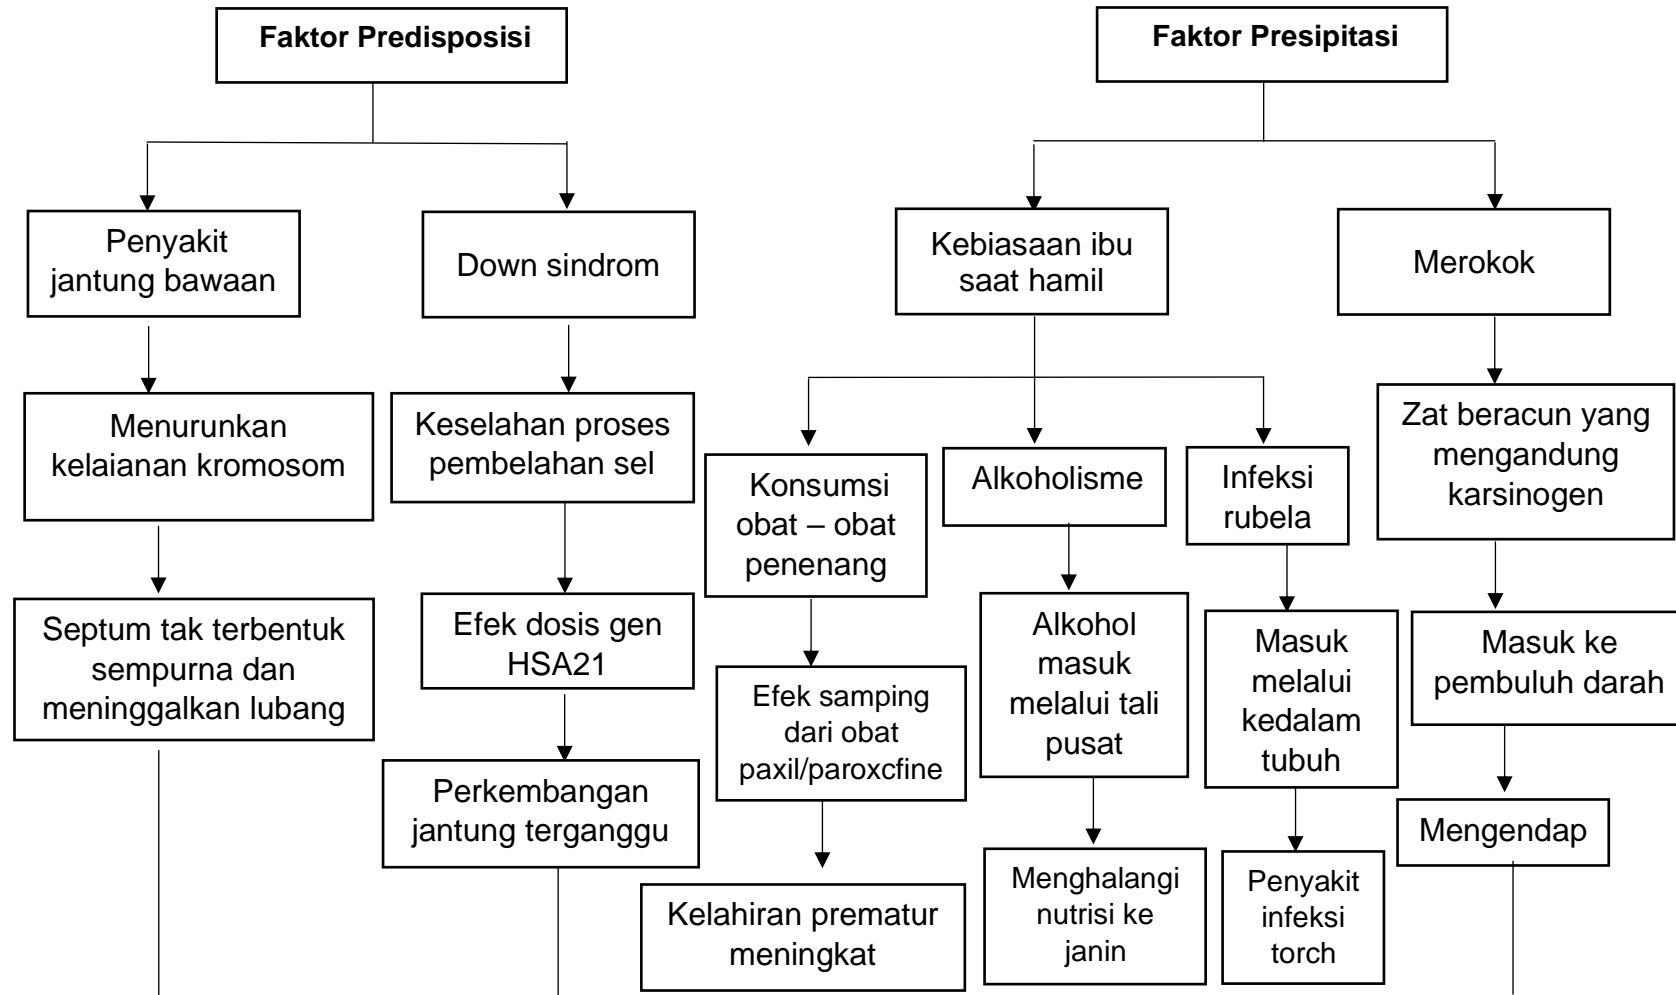 Faktor Predisposisi
Faktor Presipitasi
Penyakit
jantung bawaan
Down sindrom
Kebiasaan ibu
saat hamil
Merokok
Menurunkan
kelaianan kromosom
Keselahan proses
pembelahan sel
Konsumsi
obat – obat
penenang
Alkoholisme
Infeksi
rubela
Zat beracun yang
mengandung
karsinogen
Septum tak terbentuk
sempurna dan
meninggalkan lubang
Efek dosis gen
HSA21
Efek samping
dari obat
paxil/paroxcfine
Alkohol
masuk
melalui tali
pusat
Masuk
melalui
kedalam
tubuh
Masuk ke
pembuluh darah
Perkembangan
jantung terganggu
Kelahiran prematur
meningkat
Menghalangi
nutrisi ke
janin
Penyakit
infeksi
torch
Mengendap